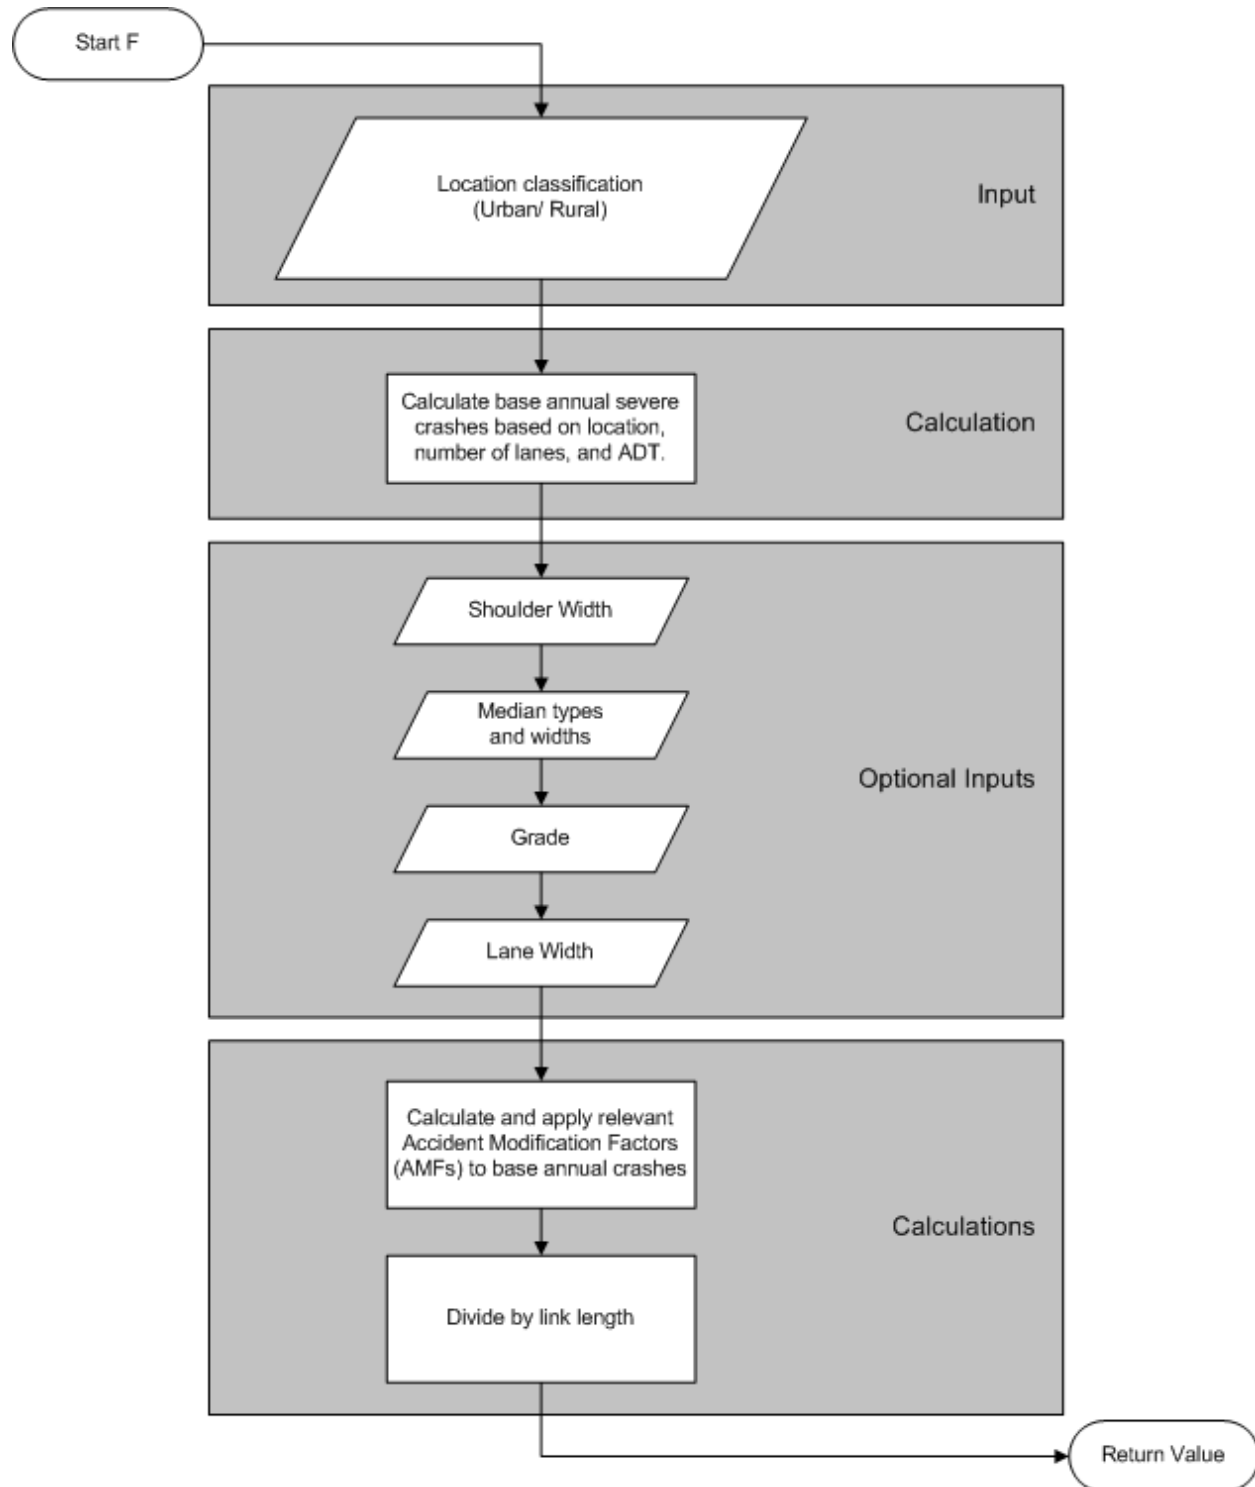 Start F
Location classification
(Urban/ Rural)
Input
Calculate base annual severe
crashes based on location,
number of lanes, and ADT.
Calculation
Shoulder Width
Median types
and widths
Optional Inputs
Grade
Lane Width
Calculate and apply relevant
Accident Modification Factors
(AMFs) to base annual crashes
Calculations
Divide by link length
Return Value